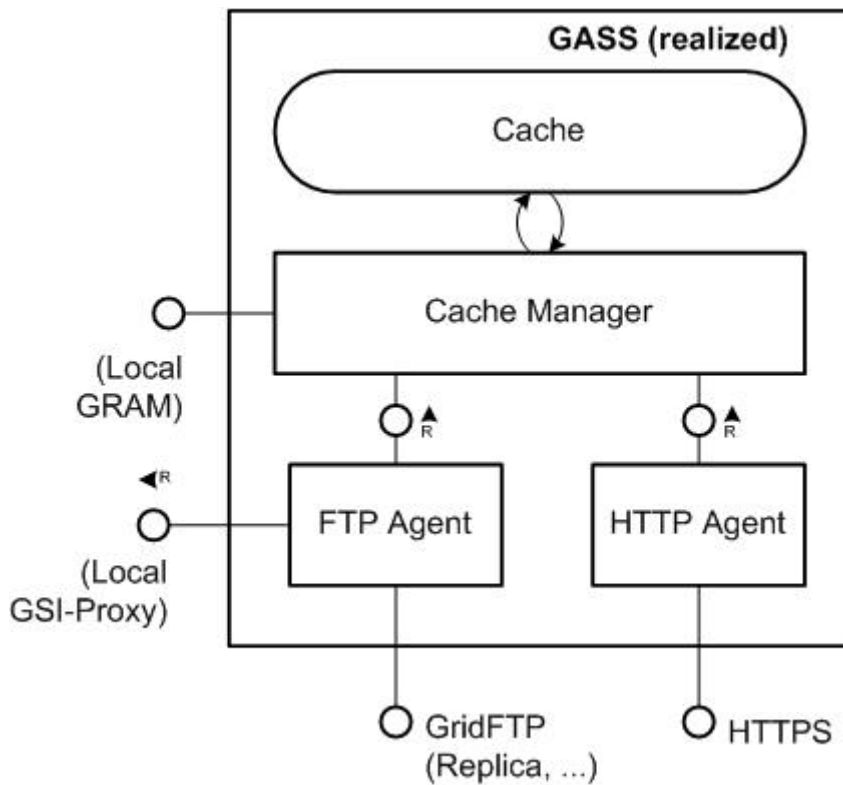 GASS (realized)
Cache
Cache Manager
(Local
GRAM)
R
R
R
FTP Agent
HTTP Agent
(Local
GSI-Proxy)
GridFTP
(Replica, ...)
HTTPS